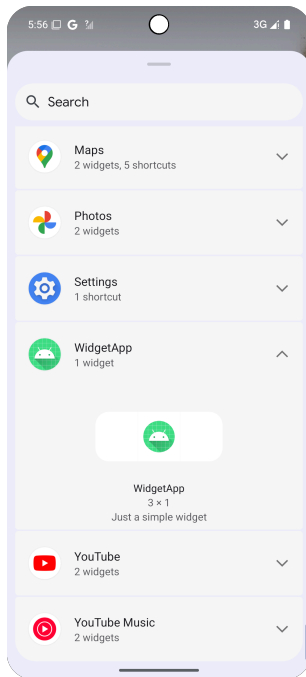 5:56 G 3G
Search
Maps
2 widgets, 5 shortcuts
Photos
2 widgets
Settings
1 shortcut
WidgetApp
1 widget
WidgetApp
3 × 1
Just a simple widget
YouTube
2 widgets
YouTube Music
2 widgets